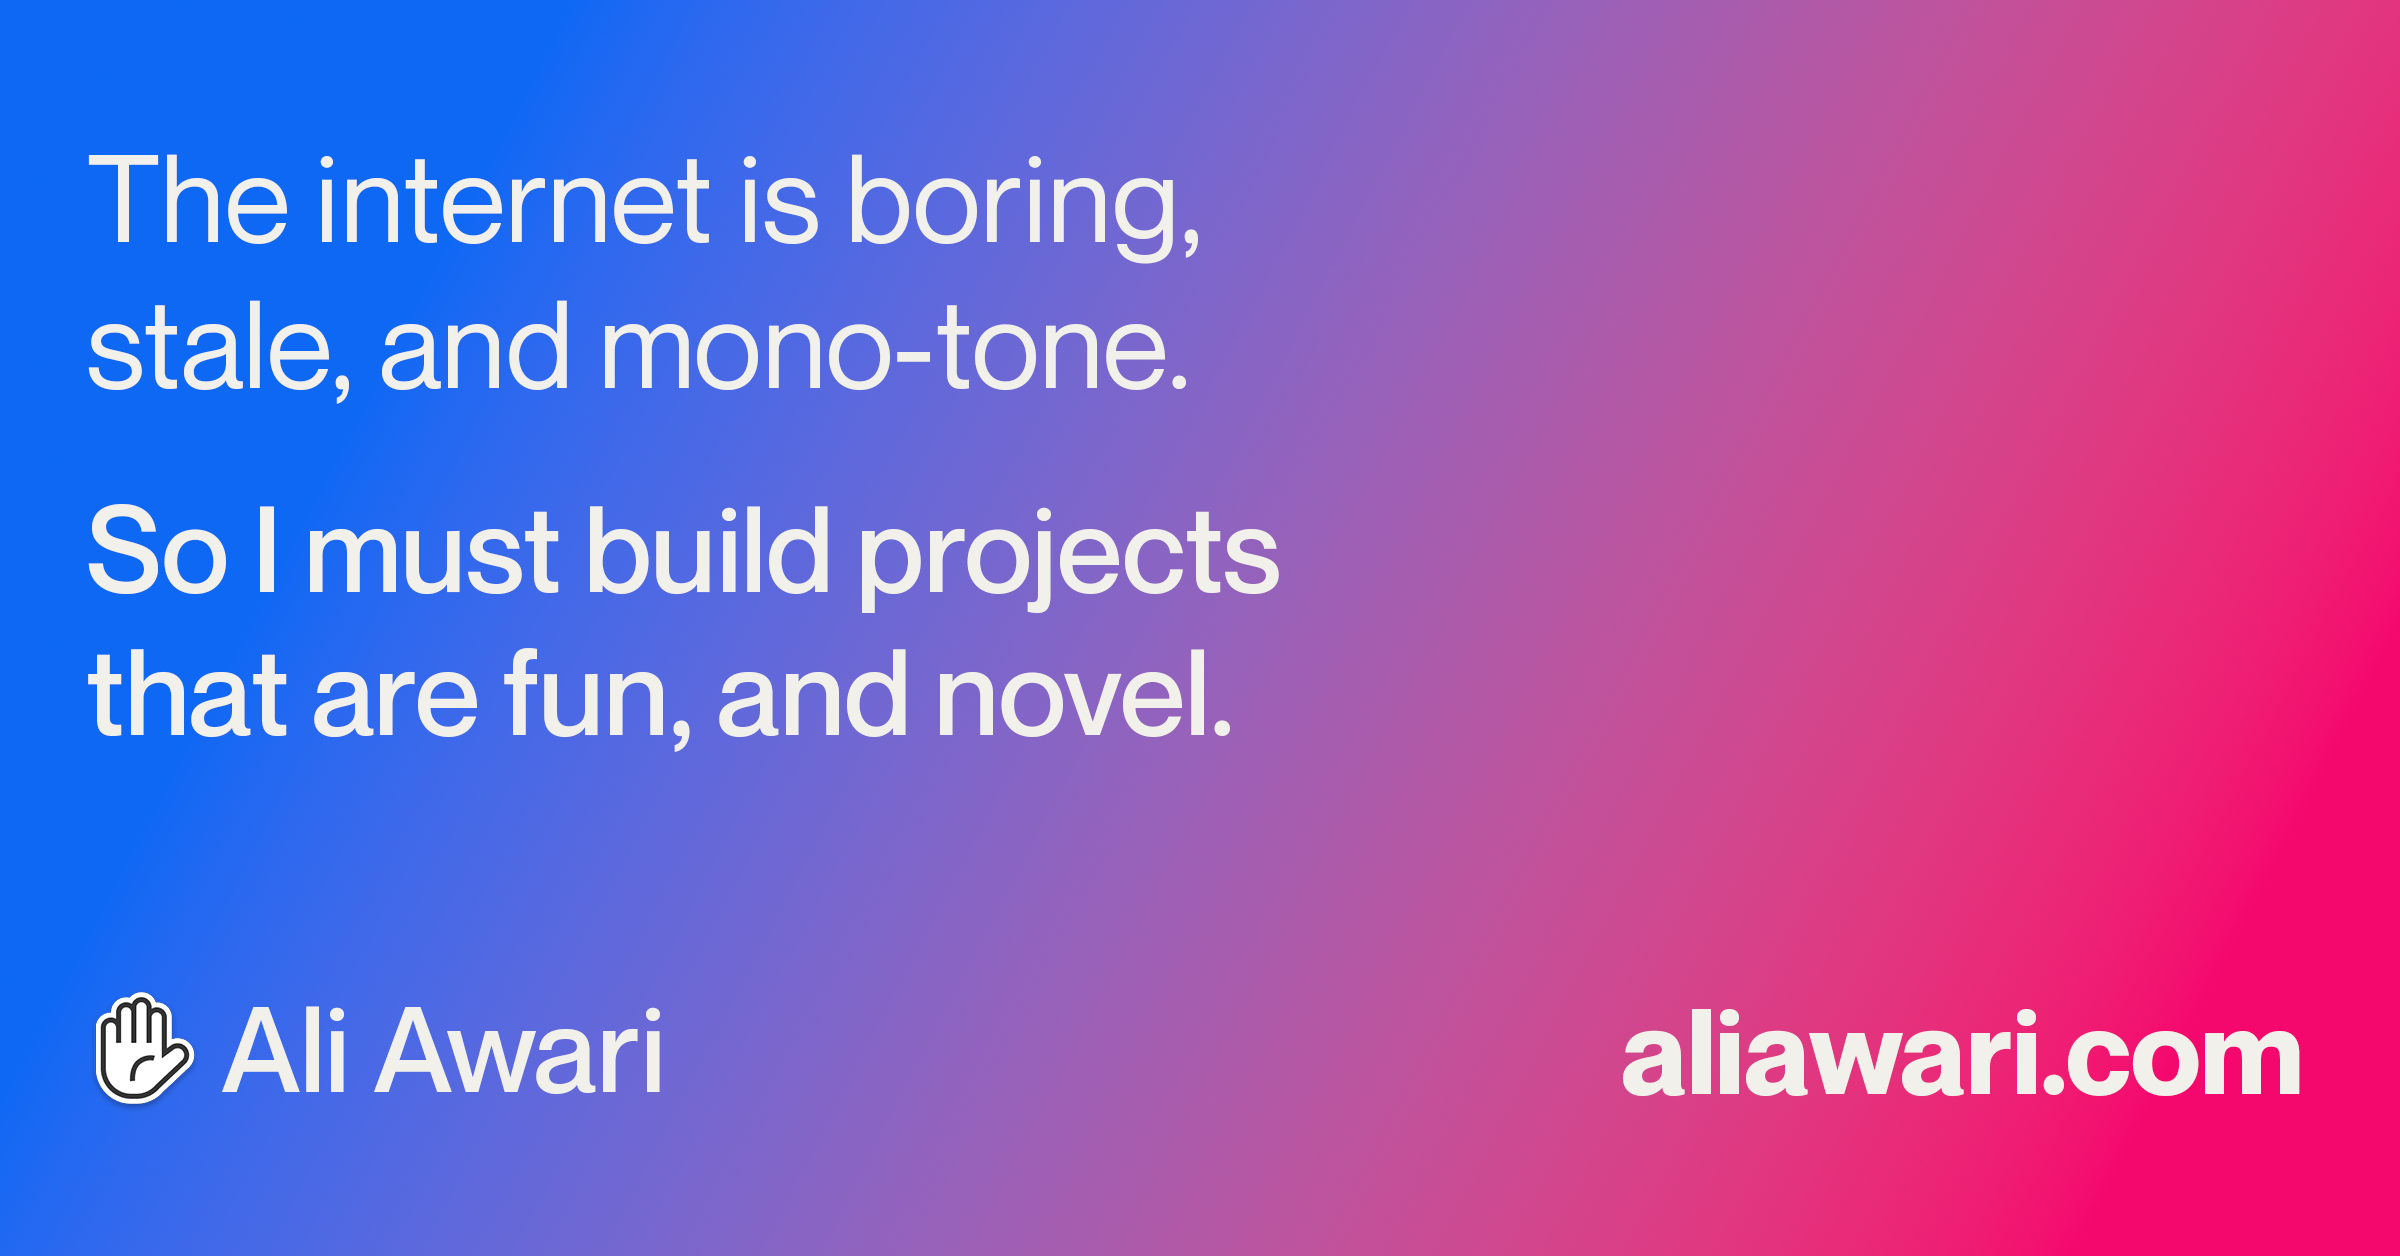 The internet is boring,
stale, and mono-tone.
So I must build projects
that are fun, and novel.
Ali Awari
aliawari.com